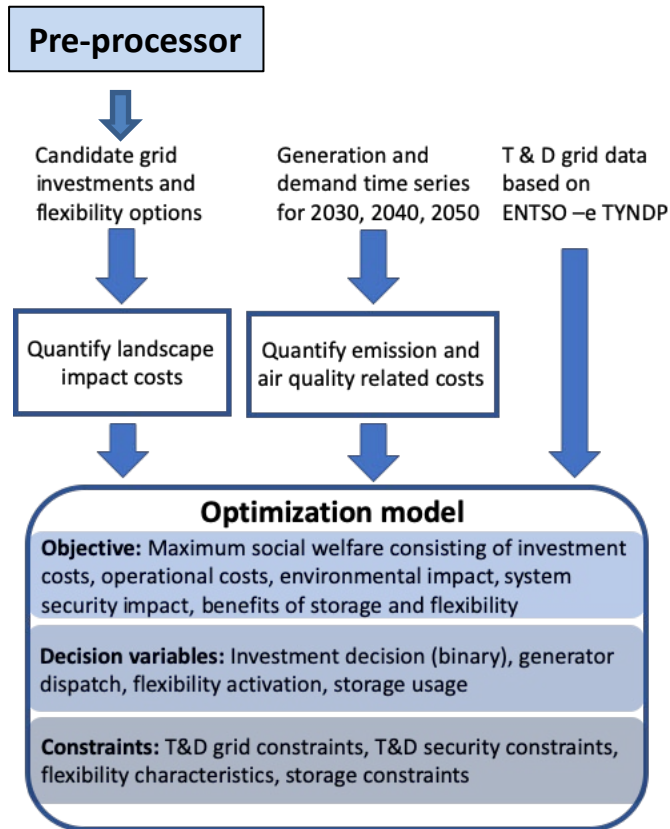 Pre-processor
Candidate grid
investments and
flexibility options
Generation and
demand time series
for 2030, 2040, 2050
T & D grid data
based on
ENTSO –e TYNDP
Quantify landscape
impact costs
Quantify emission and
air quality related costs
Optimization model
Objective: Maximum social welfare consisting of investment
costs, operational costs, environmental impact, system
security impact, benefits of storage and flexibility
Decision variables: Investment decision (binary), generator
dispatch, flexibility activation, storage usage
Constraints: T&D grid constraints, T&D security constraints,
flexibility characteristics, storage constraints